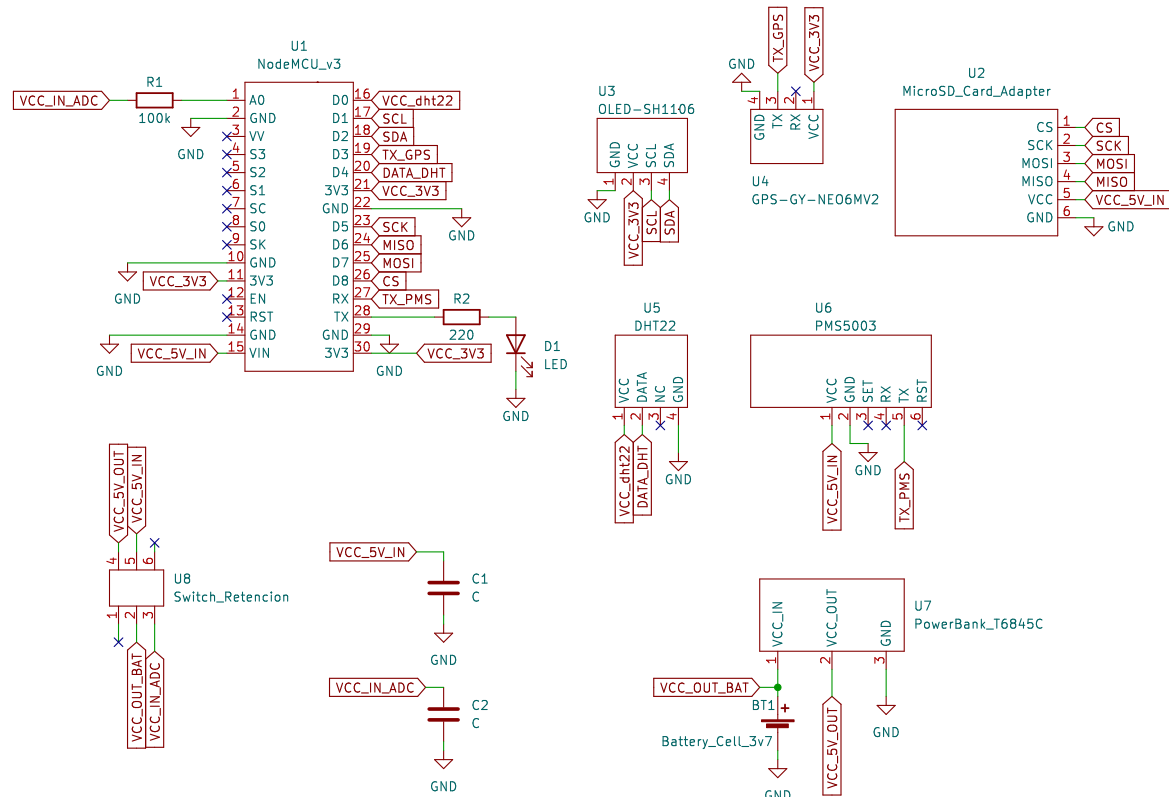 U1
NodeMCU_v3
R1
100k
VCC_IN_ADC
1 A0
2 GND
3 VV
4 S3
5 S2
6 S1
7 SC
8 S0
9 SK
10 GND
11 3V3
12 EN
13 RST
14 GND
15 VIN
D0 16 VCC_dht22
D1 17 SCL
D2 18 SDA
D3 19 TX_GPS
D4 20 DATA_DHT
3V3 21 VCC_3V3
GND 22
D5 23 SCK
D6 24 MISO
D7 25 MOSI
D8 26 CS
RX 27 TX_PMS
TX 28
GND 29
3V3 30 VCC_3V3
GND
GND
VCC_3V3
GND
VCC_5V_IN
GND
GND
R2
220
D1
LED
GND
U3
OLED-SH1106
GND VCC SCL SDA
1 2 3 4
GND
VCC_3V3
SCL
SDA
TX_GPS
VCC_3V3
GND
4 3 2 1
GND TX RX VCC
U4
GPS-GY-NEO6MV2
U2
MicroSD_Card_Adapter
CS 1 CS
SCK 2 SCK
MOSI 3 MOSI
MISO 4 MISO
VCC 5 VCC_5V_IN
GND 6
GND
U5
DHT22
VCC DATA NC GND
1 2 3 4
VCC_dht22
DATA_DHT
GND
U6
PMS5003
VCC GND SET RX TX RST
1 2 3 4 5 6
VCC_5V_IN
GND
TX_PMS
VCC_5V_OUT
VCC_5V_IN
4 5 6
U8
Switch_Retencion
1 2 3
VCC_OUT_BAT
VCC_IN_ADC
VCC_5V_IN
C1
C
GND
VCC_IN_ADC
C2
C
GND
U7
PowerBank_T6845C
VCC_IN VCC_OUT GND
1 2 3
VCC_OUT_BAT
BT1
+
Battery_Cell_3v7
VCC_5V_OUT
GND
GND